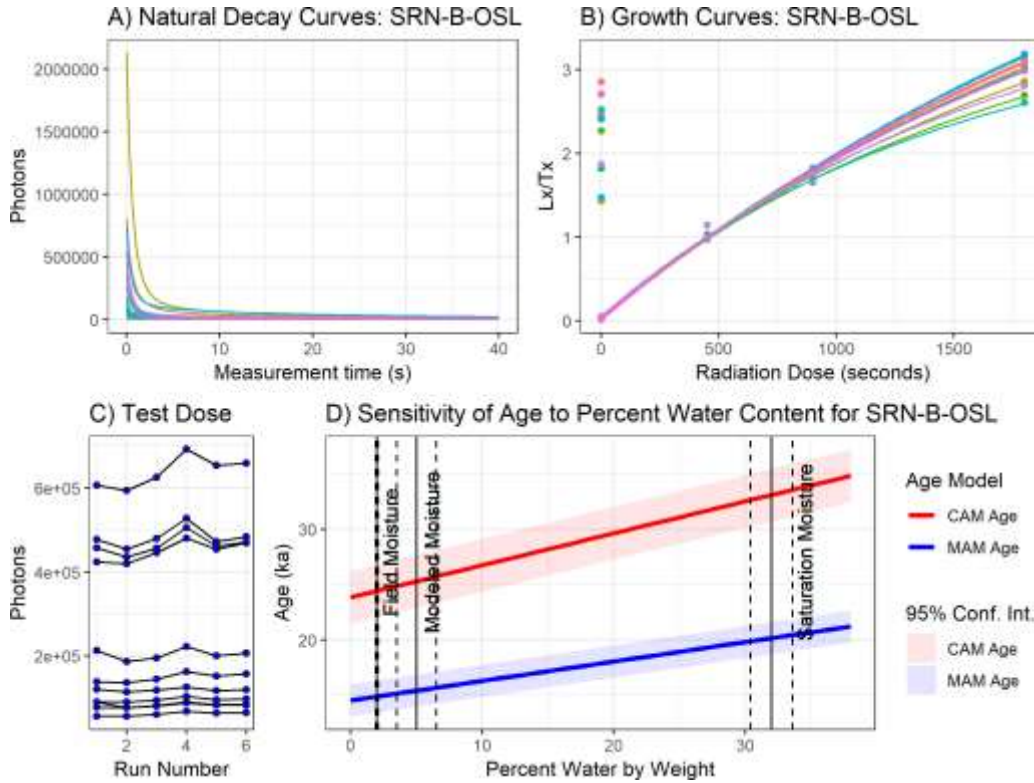 A) Natural Decay Curves: SRN-B-OSL
2000000
1500000
1000000
500000
0
Photons
0 10 20 30 40
Measurement time (s)
B) Growth Curves: SRN-B-OSL
3
2
1
0
Lx/Tx
0 500 1000 1500
Radiation Dose (seconds)
C) Test Dose
6e+05
4e+05
2e+05
Photons
2 4 6
Run Number
D) Sensitivity of Age to Percent Water Content for SRN-B-OSL
30
20
Age (ka)
Field Moisture
Modeled Moisture
Saturation Moisture
0 10 20 30
Percent Water by Weight
Age Model
CAM Age
MAM Age
95% Conf. Int.
CAM Age
MAM Age